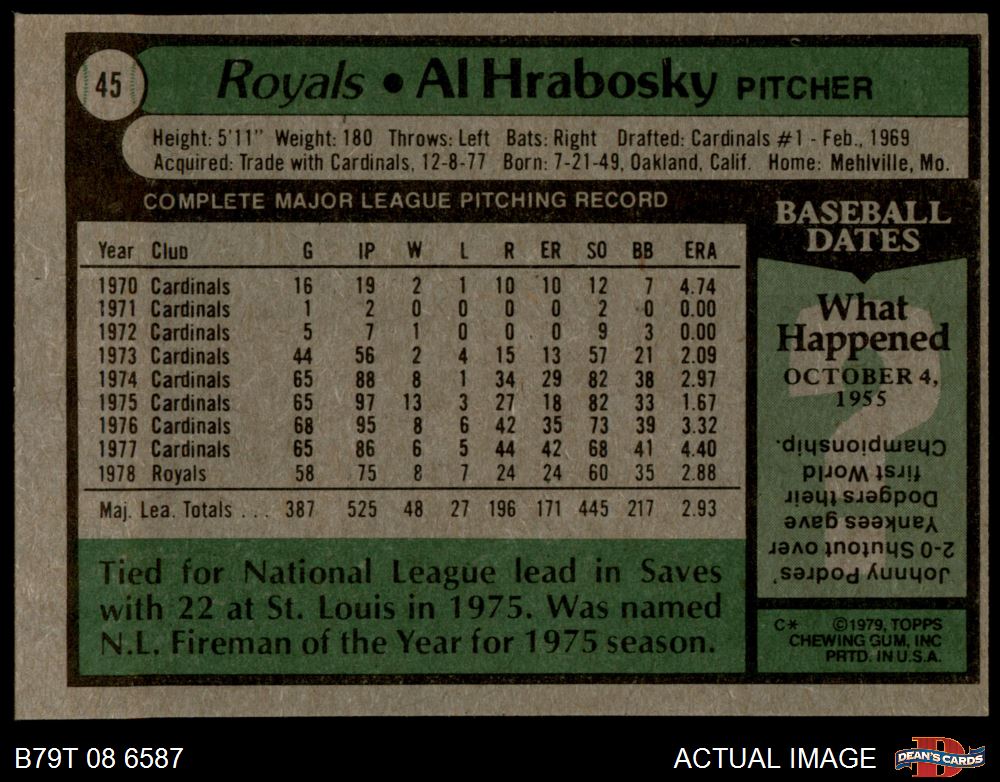 45
Royals • Al Hrabosky PITCHER
Height: 5'11" Weight: 180 Throws: Left Bats: Right Drafted: Cardinals #1 - Feb., 1969
Acquired: Trade with Cardinals, 12-8-77 Born: 7-21-49, Oakland, Calif. Home: Mehlville, Mo.
COMPLETE MAJOR LEAGUE PITCHING RECORD
Year Club G IP W L R ER SO BB ERA
1970 Cardinals 16 19 2 1 10 10 12 7 4.74
1971 Cardinals 1 2 0 0 0 0 2 0 0.00
1972 Cardinals 5 7 1 0 0 0 9 3 0.00
1973 Cardinals 44 56 2 4 15 13 57 21 2.09
1974 Cardinals 65 88 8 1 34 29 82 38 2.97
1975 Cardinals 65 97 13 3 27 18 82 33 1.67
1976 Cardinals 68 95 8 6 42 35 73 39 3.32
1977 Cardinals 65 86 6 5 44 42 68 41 4.40
1978 Royals 58 75 8 7 24 24 60 35 2.88
Maj. Lea. Totals . . . 387 525 48 27 196 171 445 217 2.93
Tied for National League lead in Saves
with 22 at St. Louis in 1975. Was named
N.L. Fireman of the Year for 1975 season.
BASEBALL
DATES
What
Happened
OCTOBER 4,
1955
Johnny Podres'
2-0 Shutout over
Yankees gave
Dodgers their
first World
Championship.
C* ©1979, TOPPS
CHEWING GUM, INC
PRTD. IN U.S.A.
B79T 08 6587
ACTUAL IMAGE
D
DEAN'S CARDS